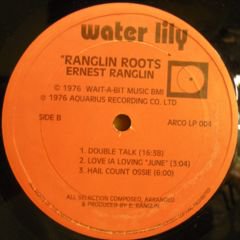 water lily
"RANGLIN ROOTS
ERNEST RANGLIN
© 1976 WAIT-A-BIT MUSIC BMI
℗ 1976 AQUARIUS RECORDING CO. LTD
SIDE B
ARCO LP 004
1. DOUBLE TALK (16:58)
2. LOVE IA LOVING "JUNE" (3:04)
3. HAIL COUNT OSSIE (6:00)
ALL SELECTION COMPOSED, ARRANGED
& PRODUCED BY E. RANGLIN